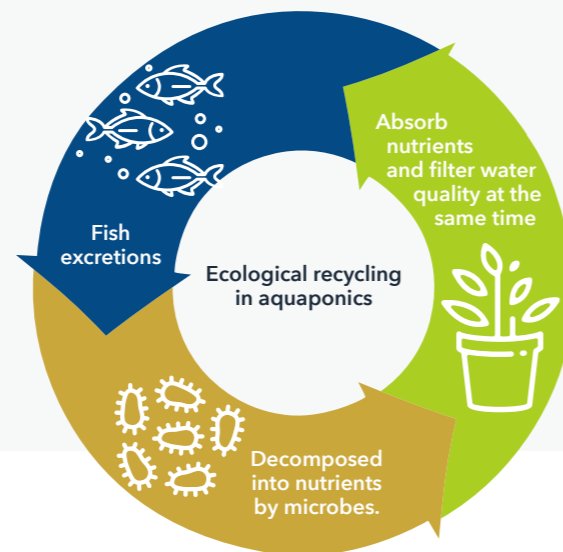 Ecological recycling
in aquaponics
Fish
excretions
Decomposed
into nutrients
by microbes.
Absorb
nutrients
and filter water
quality at the
same time